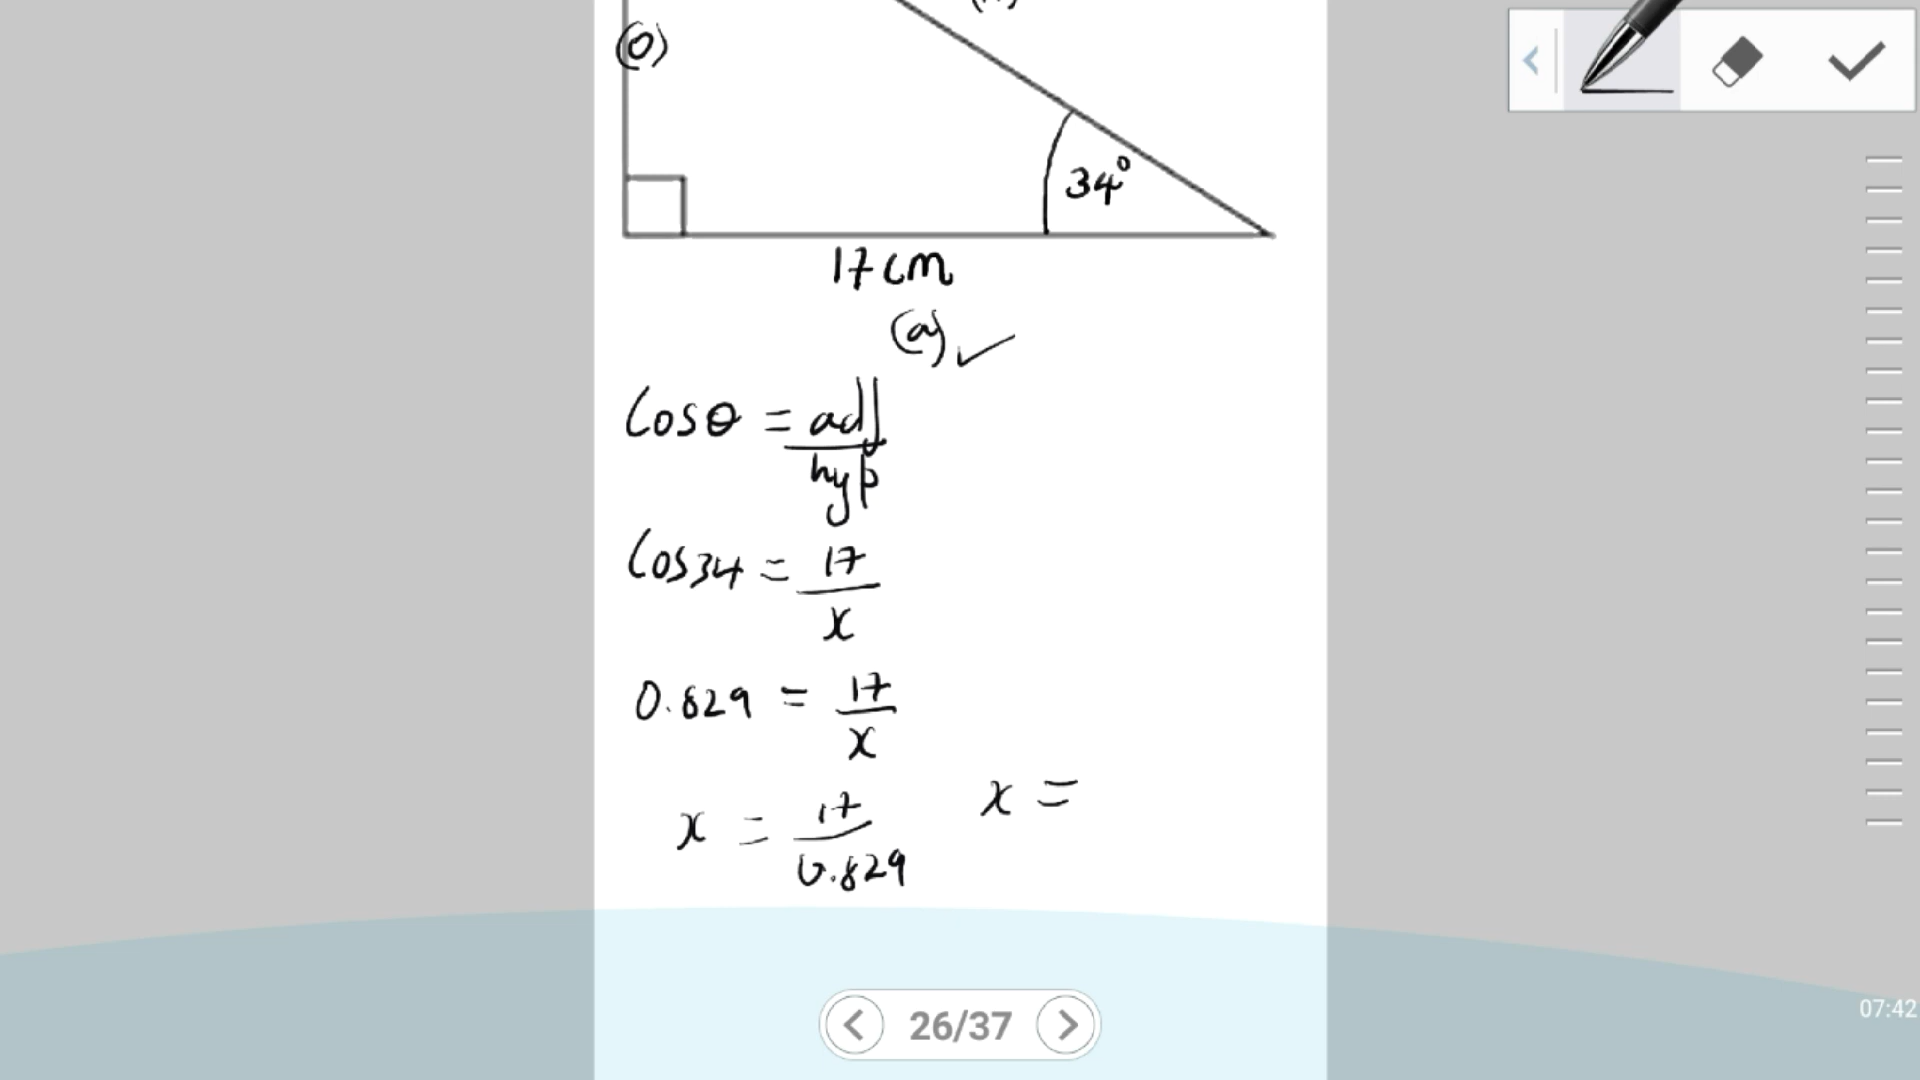 (o)
34°
17cm
(a)
Cosθ = adj
hyp
Cos34 = 17
x
0.829 = 17
x
x = 17
0.829
x =
26/37
07:42